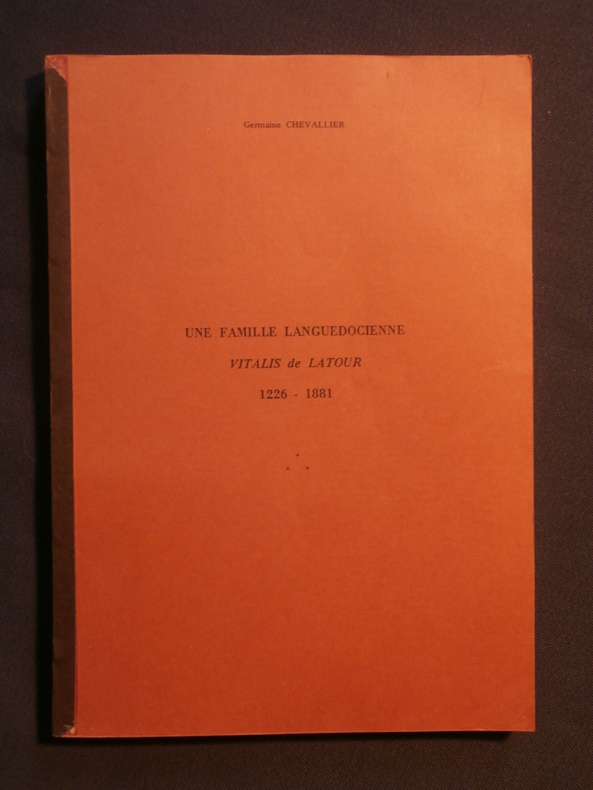 Germaine CHEVALLIER
UNE FAMILLE LANGUEDOCIENNE
VITALIS de LATOUR
1226 - 1881